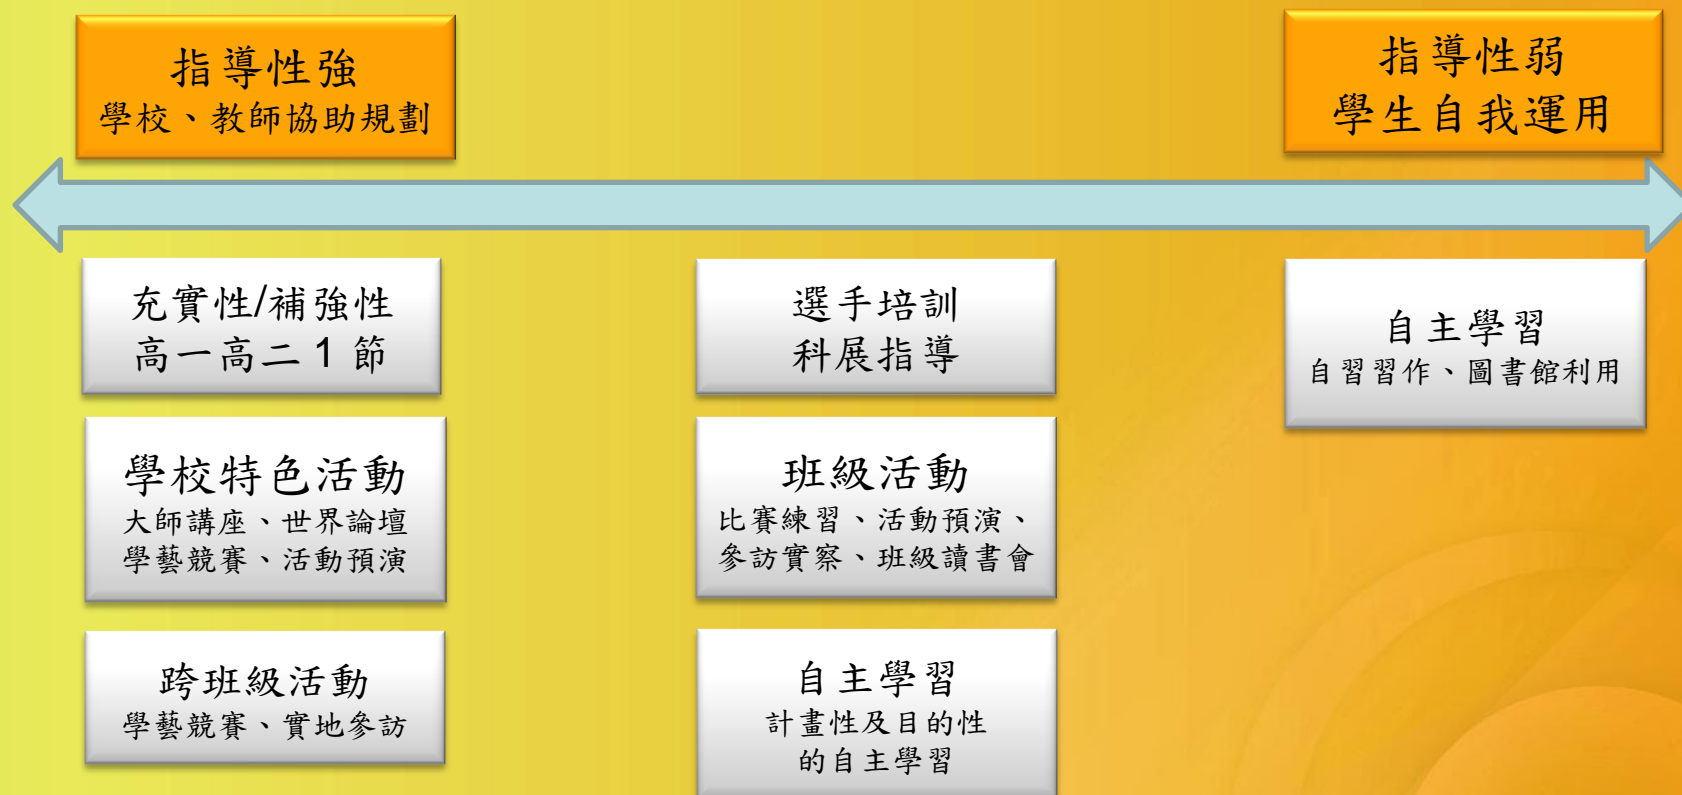 指導性強
學校、教師協助規劃
指導性弱
學生自我運用
充實性/補強性
高一高二 1 節
選手培訓
科展指導
自主學習
自習習作、圖書館利用
學校特色活動
大師講座、世界論壇
學藝競賽、活動預演
班級活動
比賽練習、活動預演、
參訪實察、班級讀書會
跨班級活動
學藝競賽、實地參訪
自主學習
計畫性及目的性
的自主學習